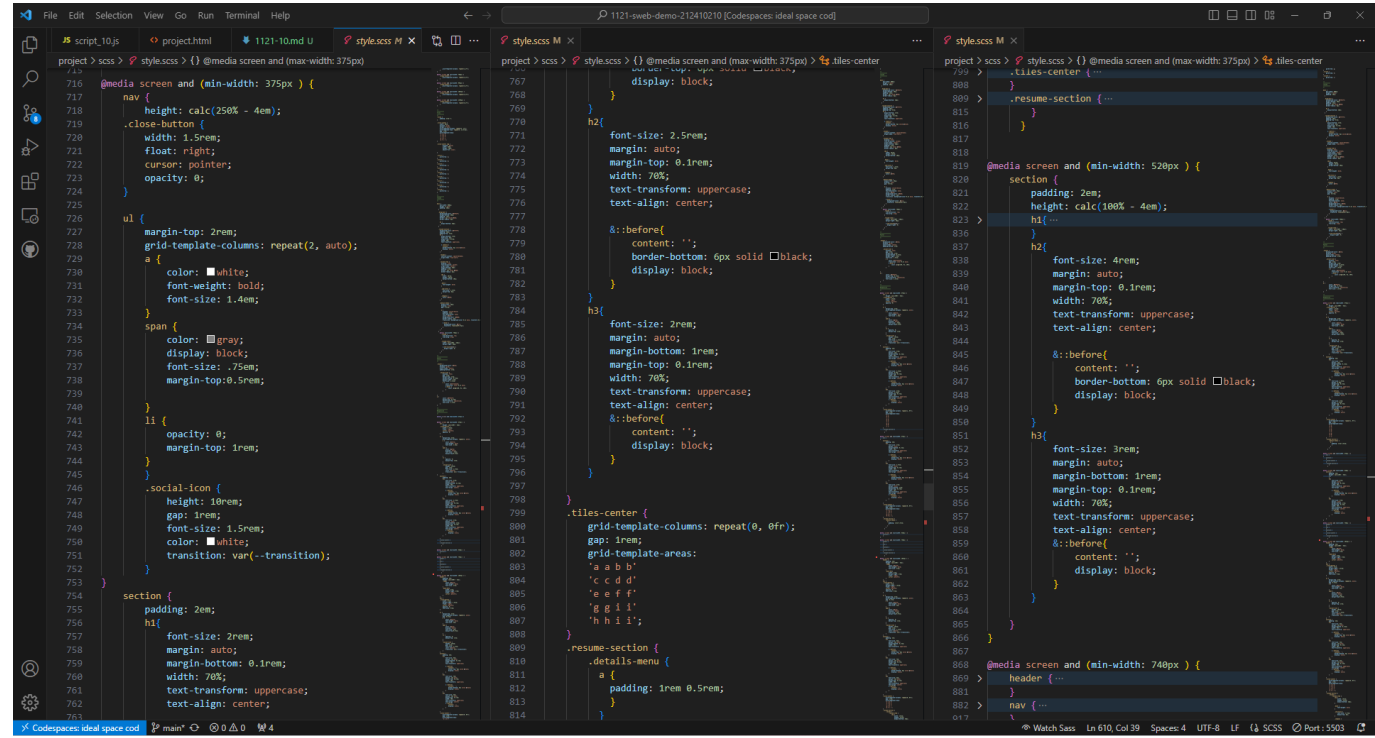 File Edit Selection View Go Run Terminal Help
1121-sweb-demo-212410210 [Codespaces: ideal space cod]
JS script_10.js
project.html
1121-10.md U
style.scss M
project > scss > style.scss > {} @media screen and (max-width: 375px)
715
716 @media screen and (min-width: 375px ) {
717 nav {
718 height: calc(250% - 4em);
719 .close-button {
720 width: 1.5rem;
721 float: right;
722 cursor: pointer;
723 opacity: 0;
724 }
725
726 ul {
727 margin-top: 2rem;
728 grid-template-columns: repeat(2, auto);
729 a {
730 color: white;
731 font-weight: bold;
732 font-size: 1.4em;
733 }
734 span {
735 color: gray;
736 display: block;
737 font-size: .75em;
738 margin-top:0.5rem;
739
740 }
741 li {
742 opacity: 0;
743 margin-top: 1rem;
744 }
745 }
746 .social-icon {
747 height: 10rem;
748 gap: 1rem;
749 font-size: 1.5rem;
750 color: white;
751 transition: var(--transition);
752 }
753 }
754 section {
755 padding: 2em;
756 h1{
757 font-size: 2rem;
758 margin: auto;
759 margin-bottom: 0.1rem;
760 width: 70%;
761 text-transform: uppercase;
762 text-align: center;
763
style.scss M
project > scss > style.scss > {} @media screen and (max-width: 375px) > .tiles-center
766 border-top: 6px solid black;
767 display: block;
768 }
769 }
770 h2{
771 font-size: 2.5rem;
772 margin: auto;
773 margin-top: 0.1rem;
774 width: 70%;
775 text-transform: uppercase;
776 text-align: center;
777
778 &::before{
779 content: '';
780 border-bottom: 6px solid black;
781 display: block;
782 }
783 }
784 h3{
785 font-size: 2rem;
786 margin: auto;
787 margin-bottom: 1rem;
788 margin-top: 0.1rem;
789 width: 70%;
790 text-transform: uppercase;
791 text-align: center;
792 &::before{
793 content: '';
794 display: block;
795 }
796 }
797
798 }
799 .tiles-center {
800 grid-template-columns: repeat(0, 0fr);
801 gap: 1rem;
802 grid-template-areas:
803 'a a b b'
804 'c c d d'
805 'e e f f'
806 'g g i i'
807 'h h i i';
808 }
809 .resume-section {
810 .details-menu {
811 a {
812 padding: 1rem 0.5rem;
813 }
814 }
style.scss M
project > scss > style.scss > {} @media screen and (max-width: 375px) > .tiles-center
799 > .tiles-center { ···
808 }
809 > .resume-section { ···
815 }
816 }
817
818
819 @media screen and (min-width: 520px ) {
820 section {
821 padding: 2em;
822 height: calc(100% - 4em);
823 > h1{ ···
836 }
837 h2{
838 font-size: 4rem;
839 margin: auto;
840 margin-top: 0.1rem;
841 width: 70%;
842 text-transform: uppercase;
843 text-align: center;
844
845 &::before{
846 content: '';
847 border-bottom: 6px solid black;
848 display: block;
849 }
850 }
851 h3{
852 font-size: 3rem;
853 margin: auto;
854 margin-bottom: 1rem;
855 margin-top: 0.1rem;
856 width: 70%;
857 text-transform: uppercase;
858 text-align: center;
859 &::before{
860 content: '';
861 display: block;
862 }
863 }
864
865 }
866 }
867
868 @media screen and (min-width: 740px ) {
869 > header { ···
881 }
882 > nav { ···
917 }
8
Codespaces: ideal space cod main* 0 0 4 Watch Sass Ln 610, Col 39 Spaces: 4 UTF-8 LF SCSS Port : 5503